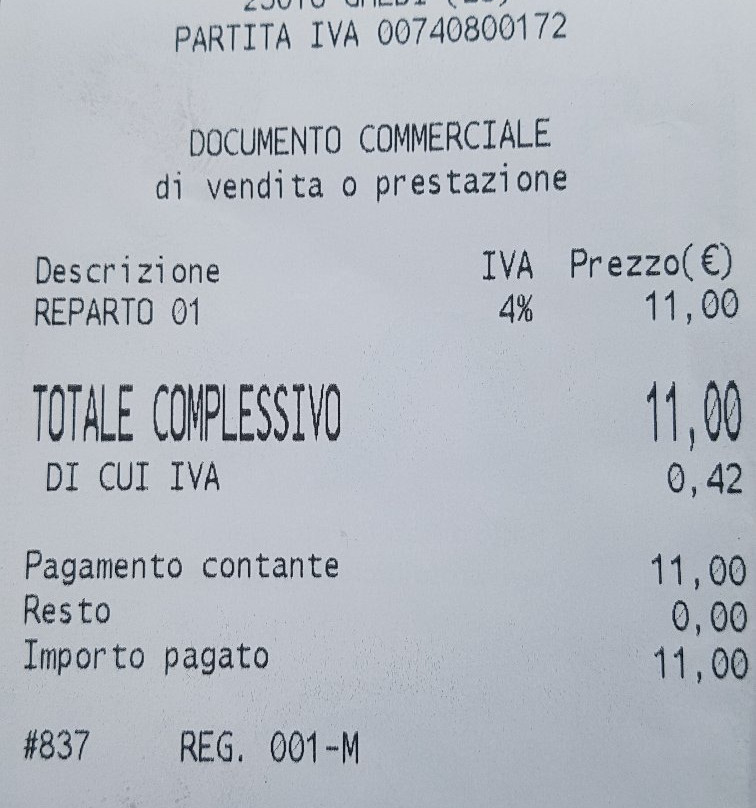 PARTITA IVA 00740800172
DOCUMENTO COMMERCIALE
di vendita o prestazione
Descrizione IVA Prezzo(€)
REPARTO 01 4% 11,00
TOTALE COMPLESSIVO 11,00
DI CUI IVA 0,42
Pagamento contante 11,00
Resto 0,00
Importo pagato 11,00
#837 REG. 001-M